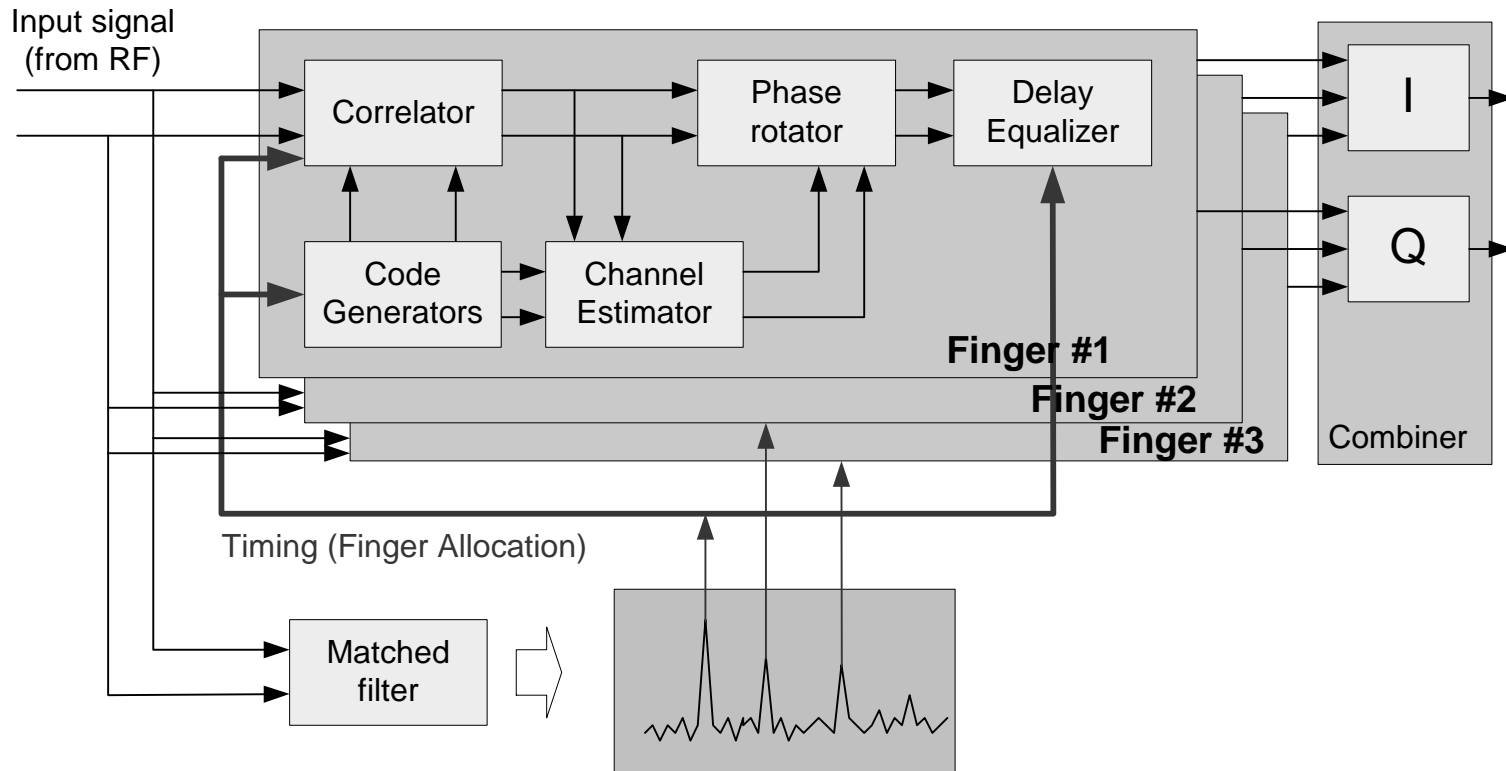 Input signal
(from RF)
Correlator
Phase
rotator
Delay
Equalizer
I
Code
Generators
Channel
Estimator
Q
Finger #1
Finger #2
Finger #3
Combiner
Timing (Finger Allocation)
Matched
filter